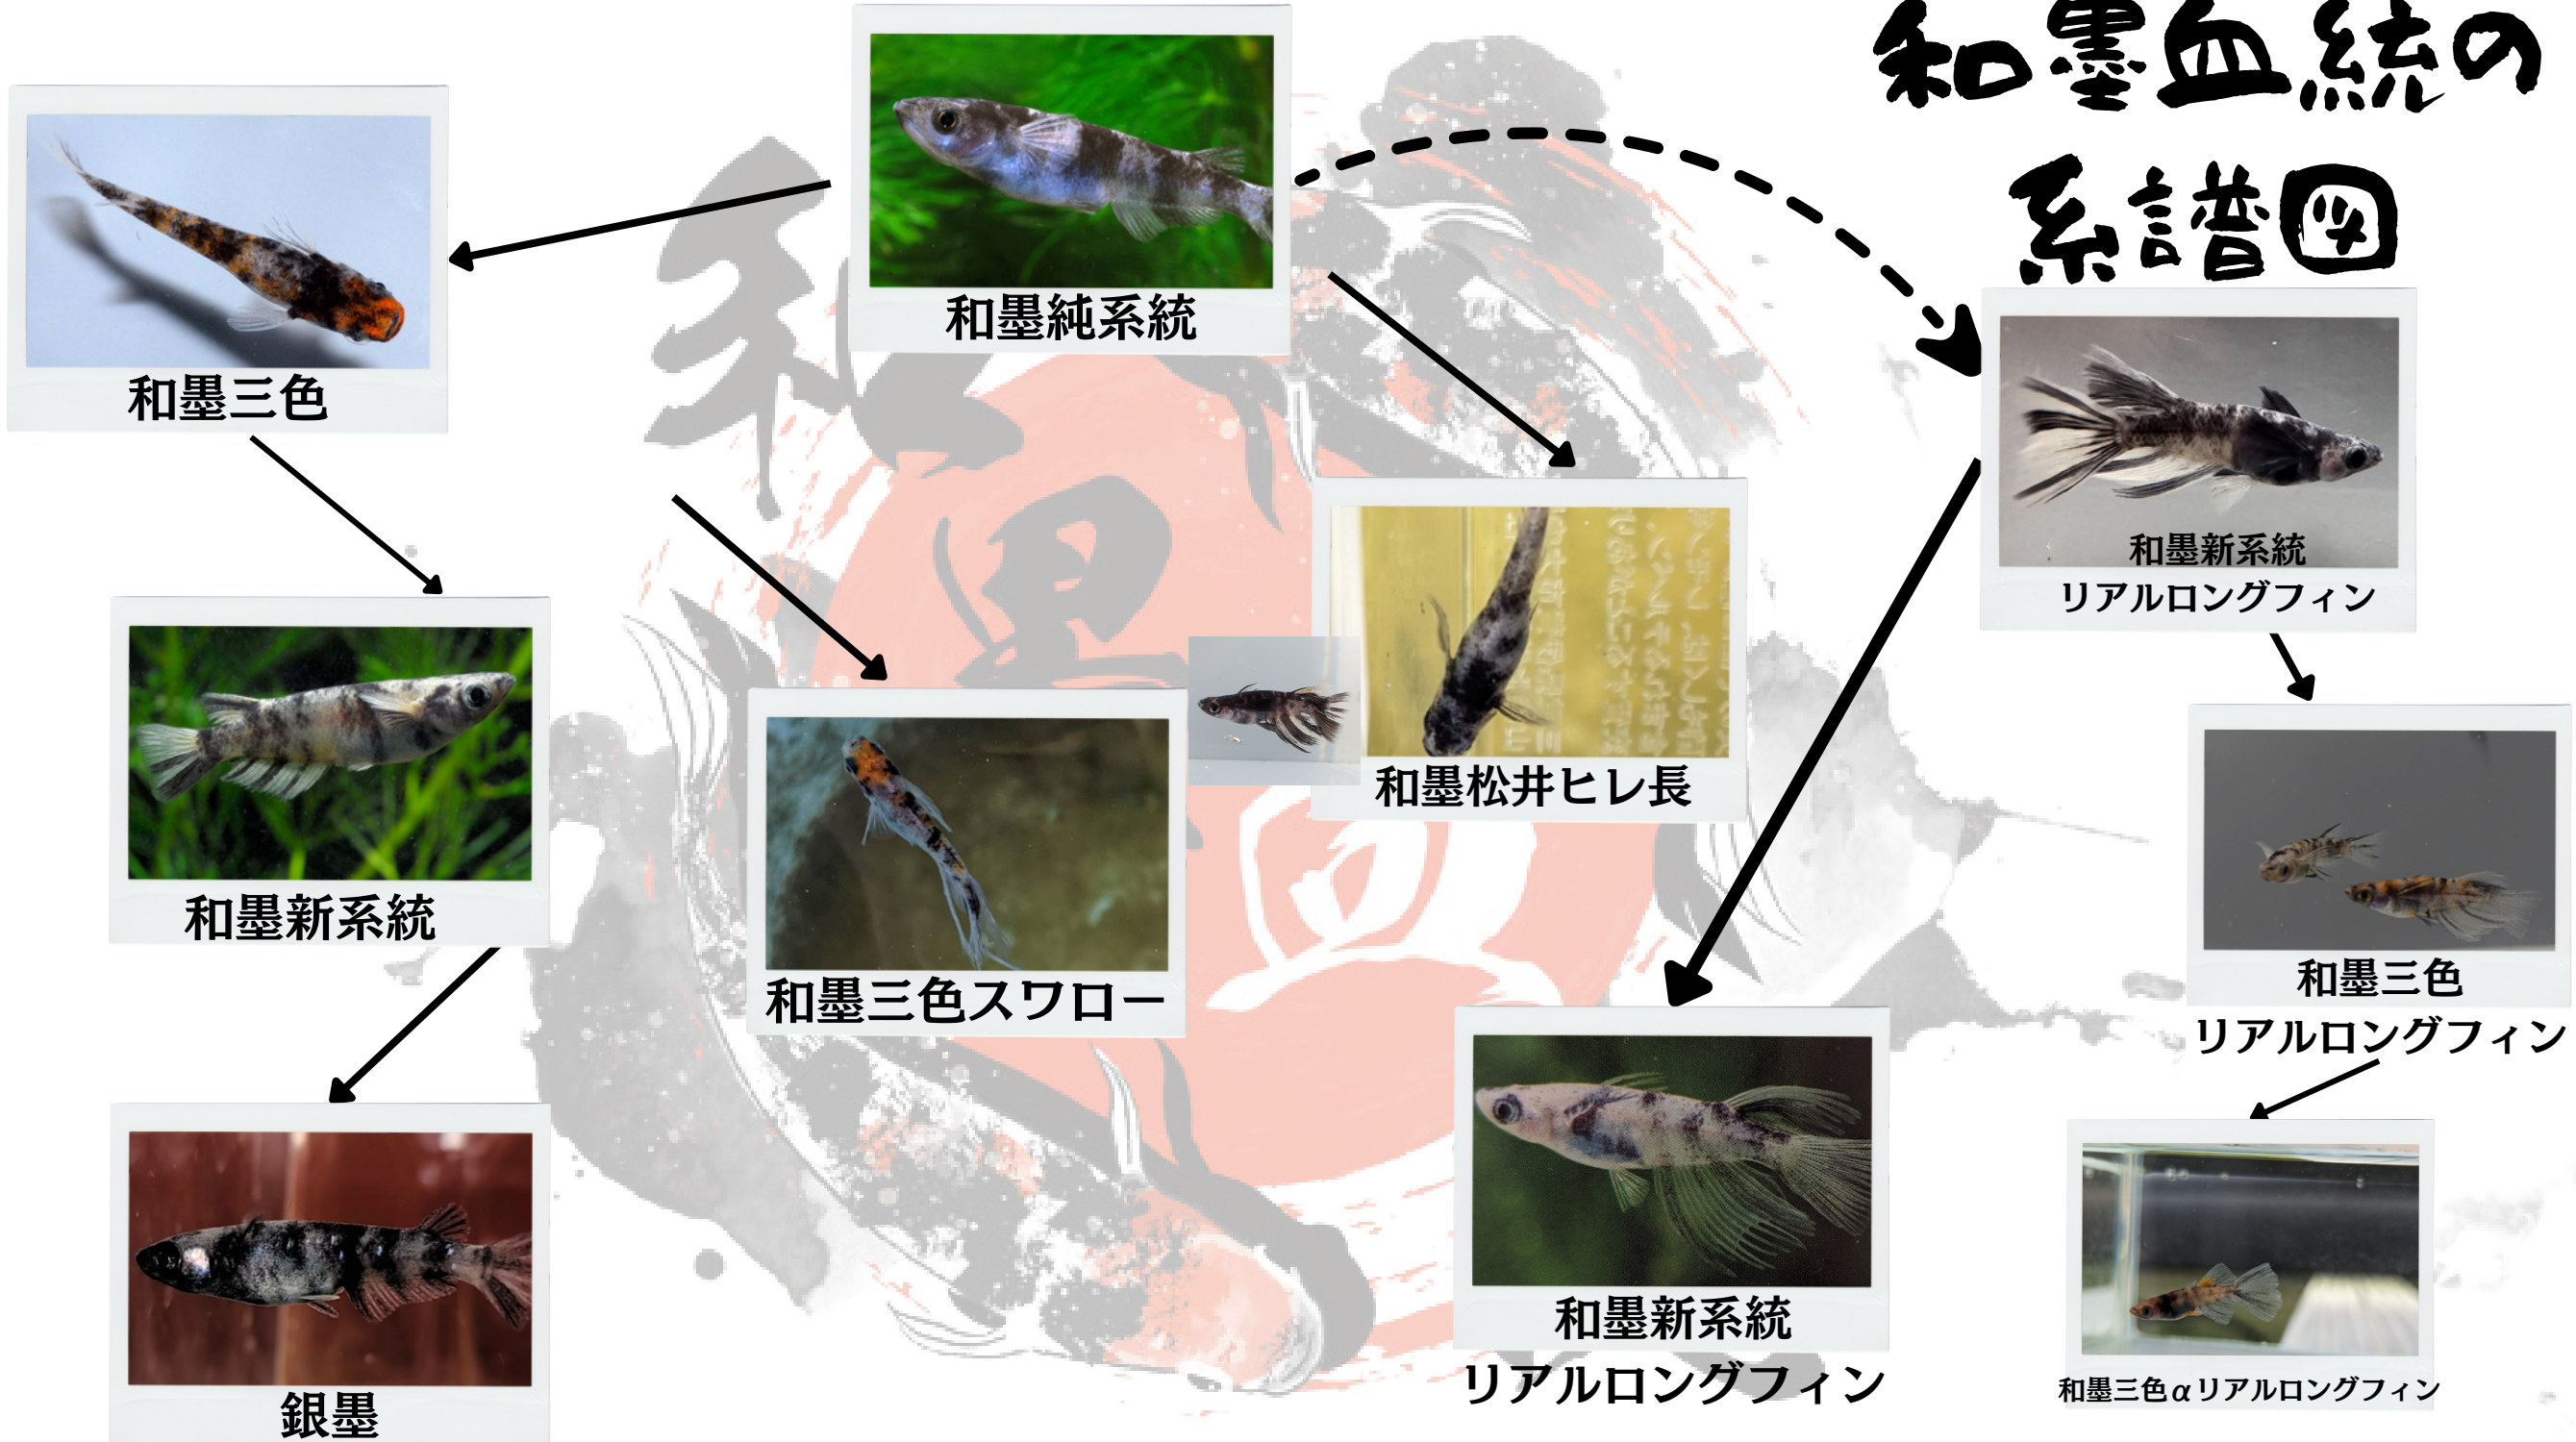 和墨血統の
系譜図
和墨純系統
和墨三色
和墨新系統
リアルロングフィン
和墨松井ヒレ長
和墨新系統
和墨三色スワロー
和墨三色
リアルロングフィン
和墨新系統
リアルロングフィン
和墨三色αリアルロングフィン
銀墨
和墨